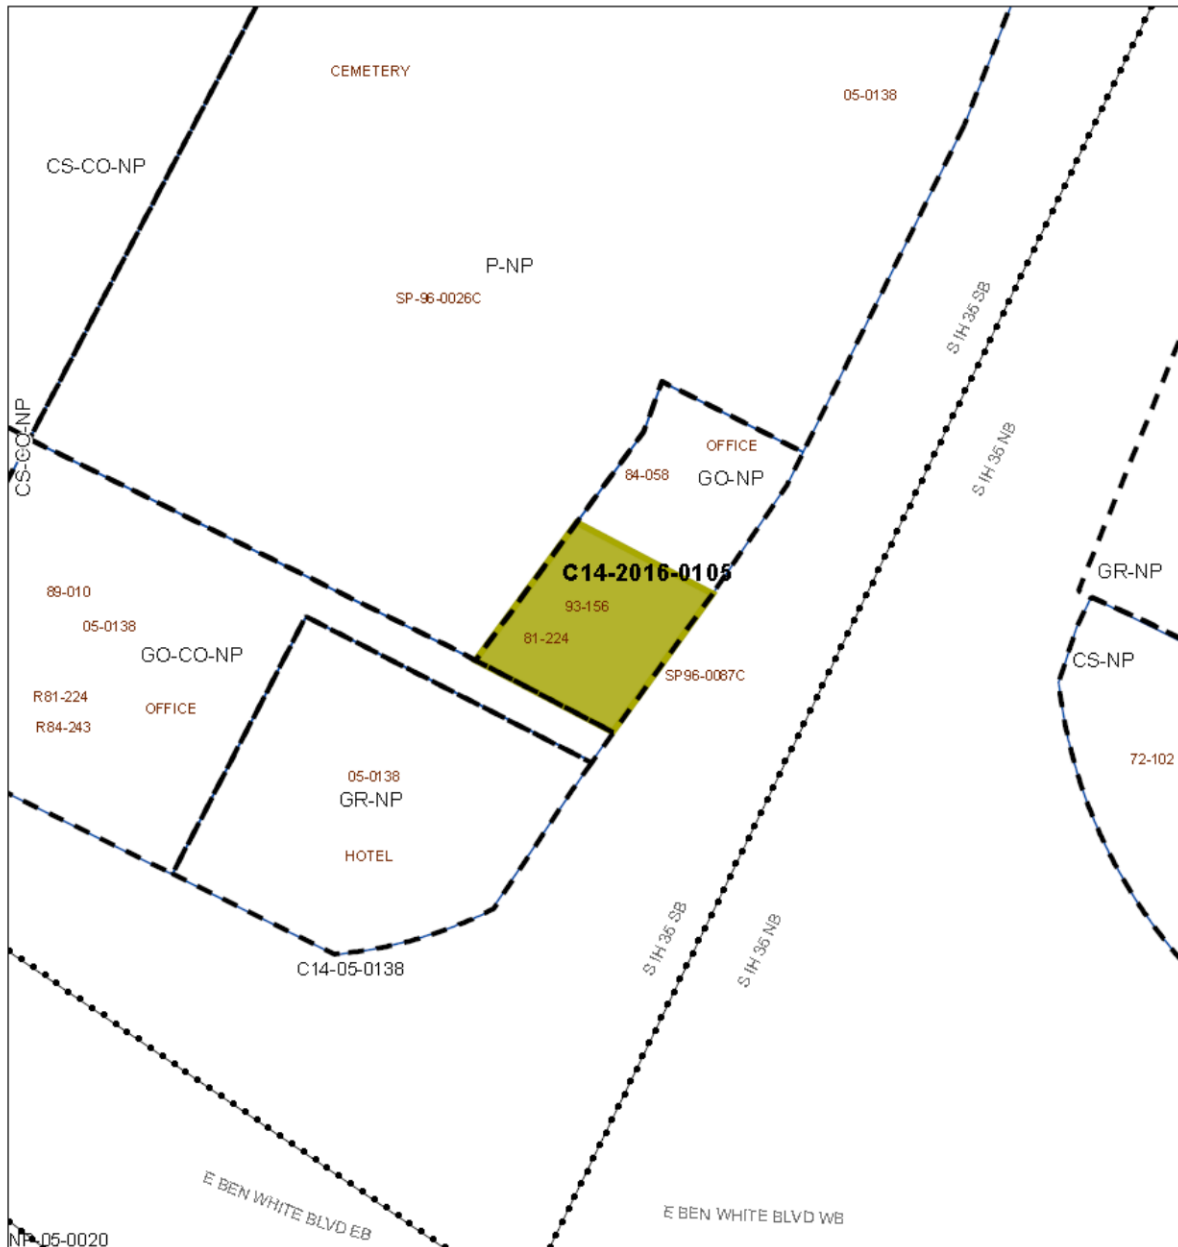 CEMETERY
05-0138
CS-CO-NP
P-NP
SP-96-0026C
S IH 35 SB
S IH 35 NB
CS-CO-NP
OFFICE
84-058
GO-NP
C14-2016-0105
GR-NP
89-010
93-156
05-0138
81-224
GO-CO-NP
CS-NP
SP96-0087C
R81-224
OFFICE
R84-243
72-102
05-0138
GR-NP
HOTEL
S IH 35 SB
S IH 35 NB
C14-05-0138
E BEN WHITE BLVD EB
E BEN WHITE BLVD WB
NP-05-0020